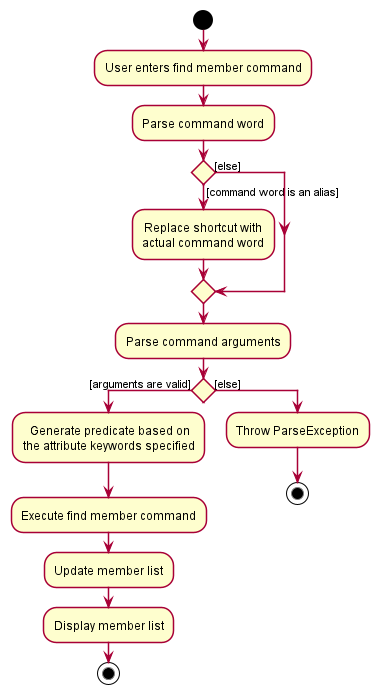 User enters find member command
Parse command word
[else]
[command word is an alias]
Replace shortcut with
actual command word
Parse command arguments
[arguments are valid]
[else]
Generate predicate based on
the attribute keywords specified
Throw ParseException
Execute find member command
Update member list
Display member list